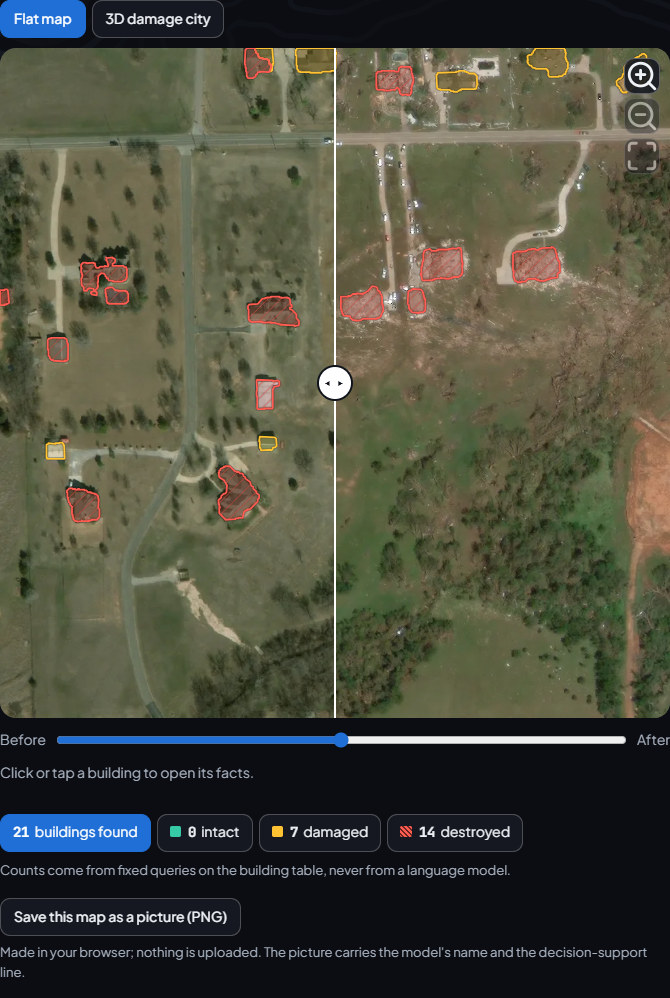 Flat map
3D damage city
Before
After
Click or tap a building to open its facts.
21 buildings found
0 intact
7 damaged
14 destroyed
Counts come from fixed queries on the building table, never from a language model.
Save this map as a picture (PNG)
Made in your browser; nothing is uploaded. The picture carries the model's name and the decision-support
line.